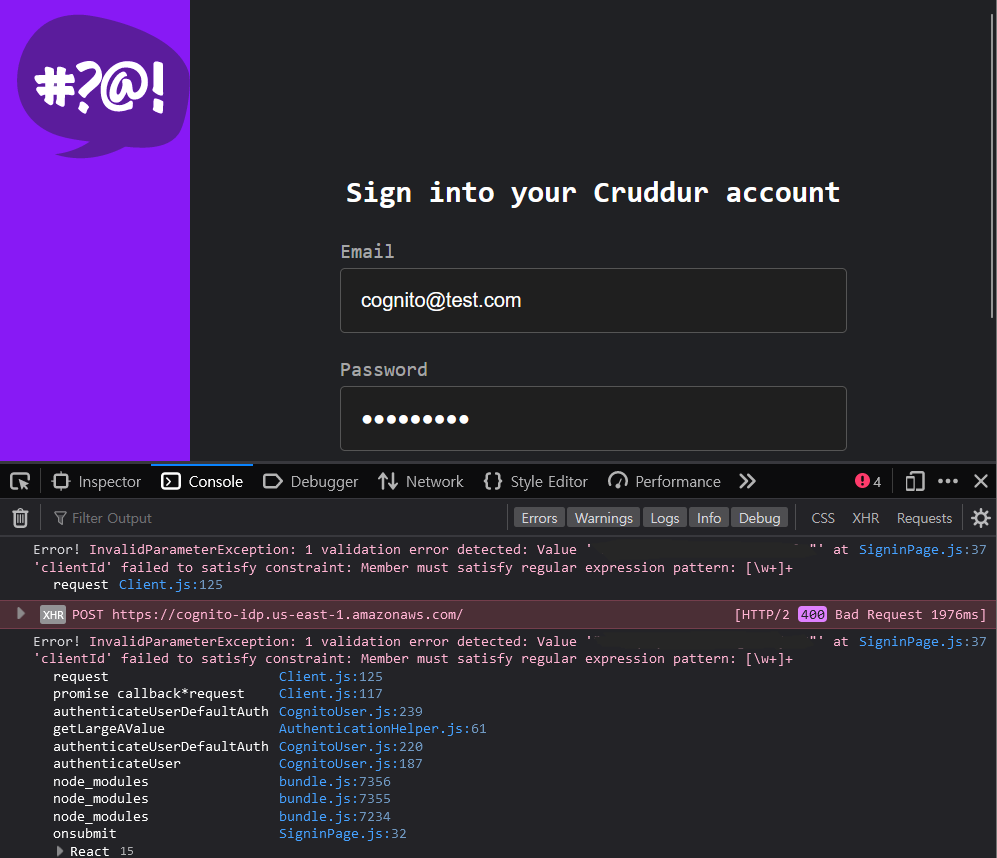 #?@!
Sign into your Cruddur account
Email
cognito@test.com
Password
Inspector Console Debugger Network Style Editor Performance 4
Filter Output Errors Warnings Logs Info Debug CSS XHR Requests
Error! InvalidParameterException: 1 validation error detected: Value ' "' at SigninPage.js:37
'clientId' failed to satisfy constraint: Member must satisfy regular expression pattern: [\w+]+
request Client.js:125
XHR POST https://cognito-idp.us-east-1.amazonaws.com/ [HTTP/2 400 Bad Request 1976ms]
Error! InvalidParameterException: 1 validation error detected: Value ' "' at SigninPage.js:37
'clientId' failed to satisfy constraint: Member must satisfy regular expression pattern: [\w+]+
request Client.js:125
promise callback*request Client.js:117
authenticateUserDefaultAuth CognitoUser.js:239
getLargeAValue AuthenticationHelper.js:61
authenticateUserDefaultAuth CognitoUser.js:220
authenticateUser CognitoUser.js:187
node_modules bundle.js:7356
node_modules bundle.js:7355
node_modules bundle.js:7234
onsubmit SigninPage.js:32
React 15